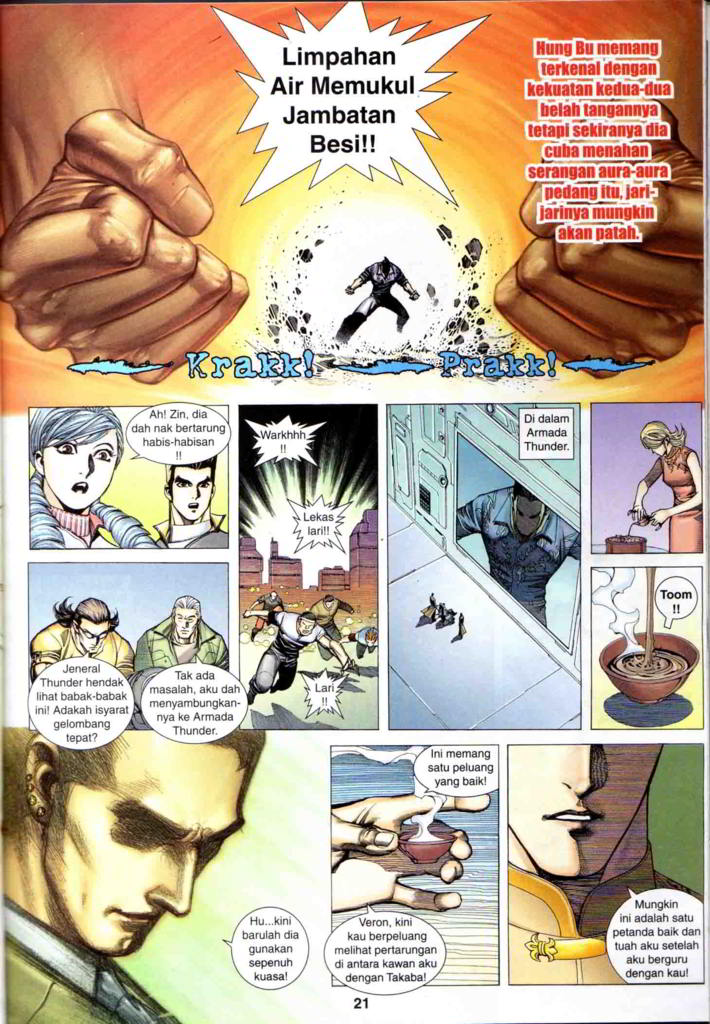 Limpahan
Air Memukul
Jambatan
Besi!!
Hung Bu memang
terkenal dengan
kekuatan kedua-dua
belah tangannya
tetapi sekiranya dia
cuba menahan
serangan aura-aura
pedang itu, jari-
jarinya mungkin
akan patah.
Krakk!
Prakk!
Ah! Zin, dia
dah nak bertarung
habis-habisan
!!
Warkhhh
!!
Lekas
lari!!
Lari
!!
Di dalam
Armada
Thunder.
Toom
!!
Jeneral
Thunder hendak
lihat babak-babak
ini! Adakah isyarat
gelombang
tepat?
Tak ada
masalah, aku dah
menyambungkan-
nya ke Armada
Thunder.
Hu...kini
barulah dia
gunakan
sepenuh
kuasa!
Ini memang
satu peluang
yang baik!
Veron, kini
kau berpeluang
melihat pertarungan
di antara kawan aku
dengan Takaba!
Mungkin
ini adalah satu
petanda baik dan
tuah aku setelah
aku berguru
dengan kau!
21